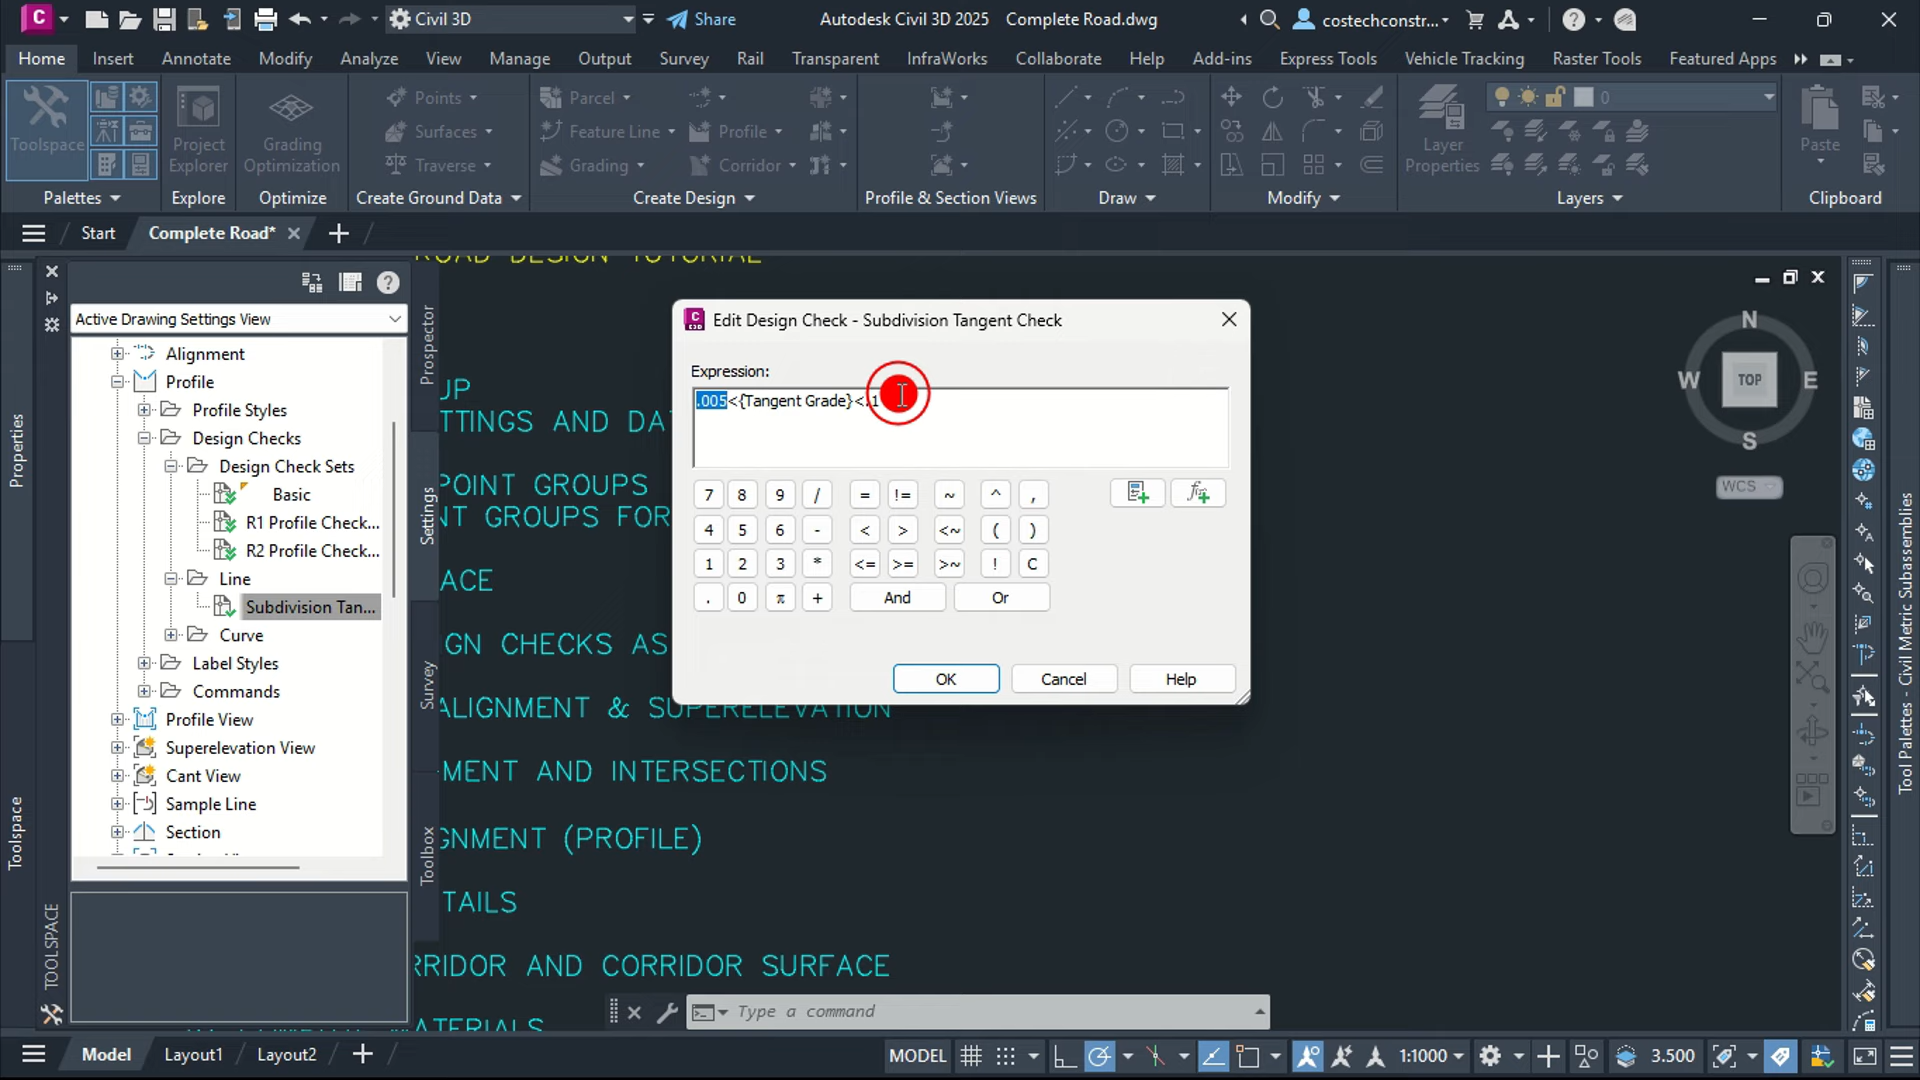 Civil 3D
Share
Autodesk Civil 3D 2025 Complete Road.dwg
costechconstr...
Home Insert Annotate Modify Analyze View Manage Output Survey Rail Transparent InfraWorks Collaborate Help Add-ins Express Tools Vehicle Tracking Raster Tools Featured Apps
Toolspace
Project Explorer
Grading Optimization
Points
Surfaces
Traverse
Parcel
Feature Line
Grading
Profile
Corridor
Layer Properties
0
Paste
Palettes Explore Optimize Create Ground Data Create Design Profile & Section Views Draw Modify Layers Clipboard
Start Complete Road*
Active Drawing Settings View
Alignment
Profile
Profile Styles
Design Checks
Design Check Sets
Basic
R1 Profile Check...
R2 Profile Check...
Line
Subdivision Tan...
Curve
Label Styles
Commands
Profile View
Superelevation View
Cant View
Sample Line
Section
Properties
Toolspace
TOOLSPACE
Prospector
Settings
Survey
Toolbox
ROAD DESIGN TUTORIAL
UP
TTINGS AND DA
POINT GROUPS
NT GROUPS FOR
ACE
GN CHECKS AS
ALIGNMENT & SUPERELEVATION
MENT AND INTERSECTIONS
GNMENT (PROFILE)
TAILS
RRIDOR AND CORRIDOR SURFACE
MATERIALS
Edit Design Check - Subdivision Tangent Check
Expression:
.005<{Tangent Grade}<.1
7 8 9 / = != ~ ^ ,
4 5 6 - < > <~ ( )
1 2 3 * <= >= >~ ! C
. 0 π + And Or
OK Cancel Help
N
W TOP E
S
WCS
Tool Palettes - Civil Metric Subassemblies
Type a command
Model Layout1 Layout2
MODEL 1:1000 3.500